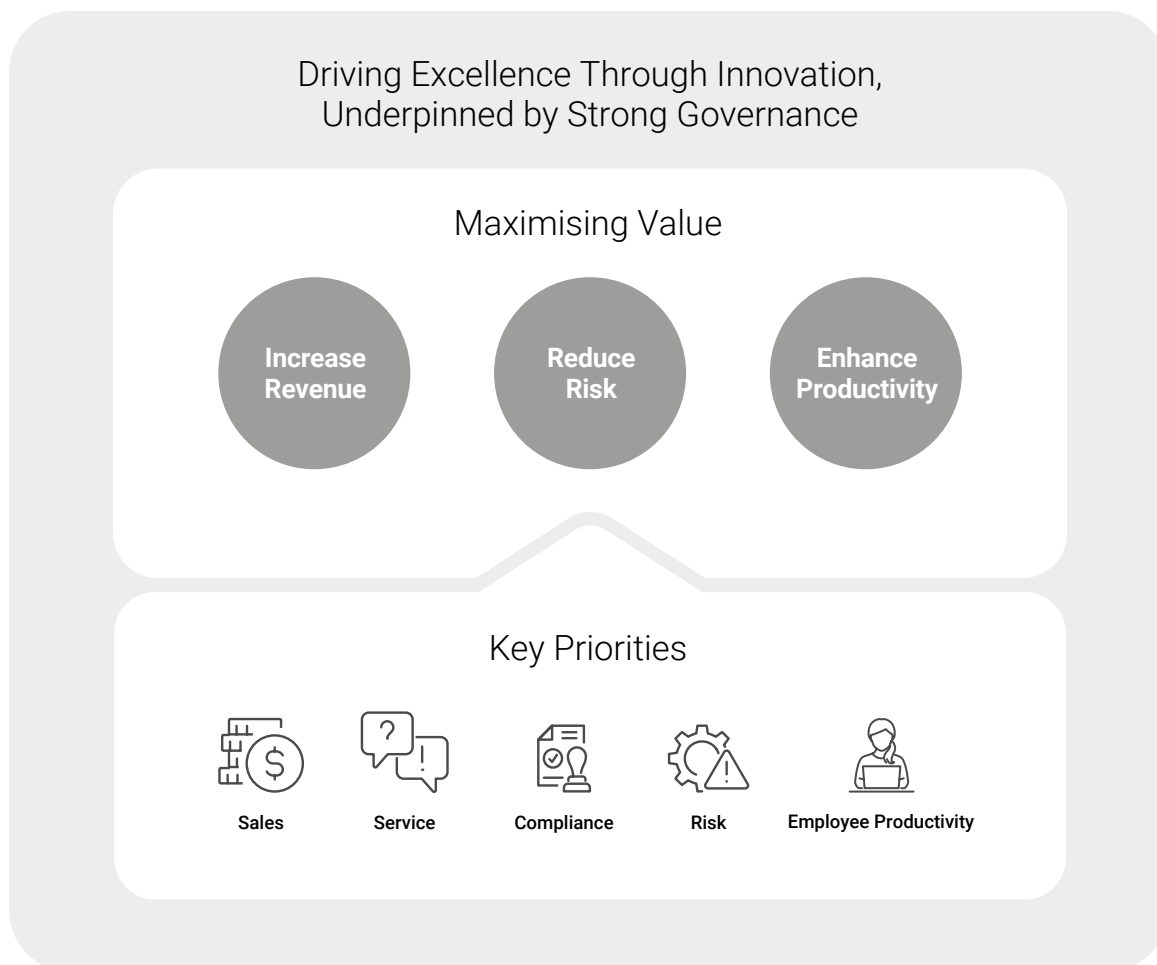 Driving Excellence Through Innovation,
Underpinned by Strong Governance
Maximising Value
Increase
Revenue
Reduce
Risk
Enhance
Productivity
Key Priorities
$
?
!
!
Sales
Service
Compliance
Risk
Employee Productivity